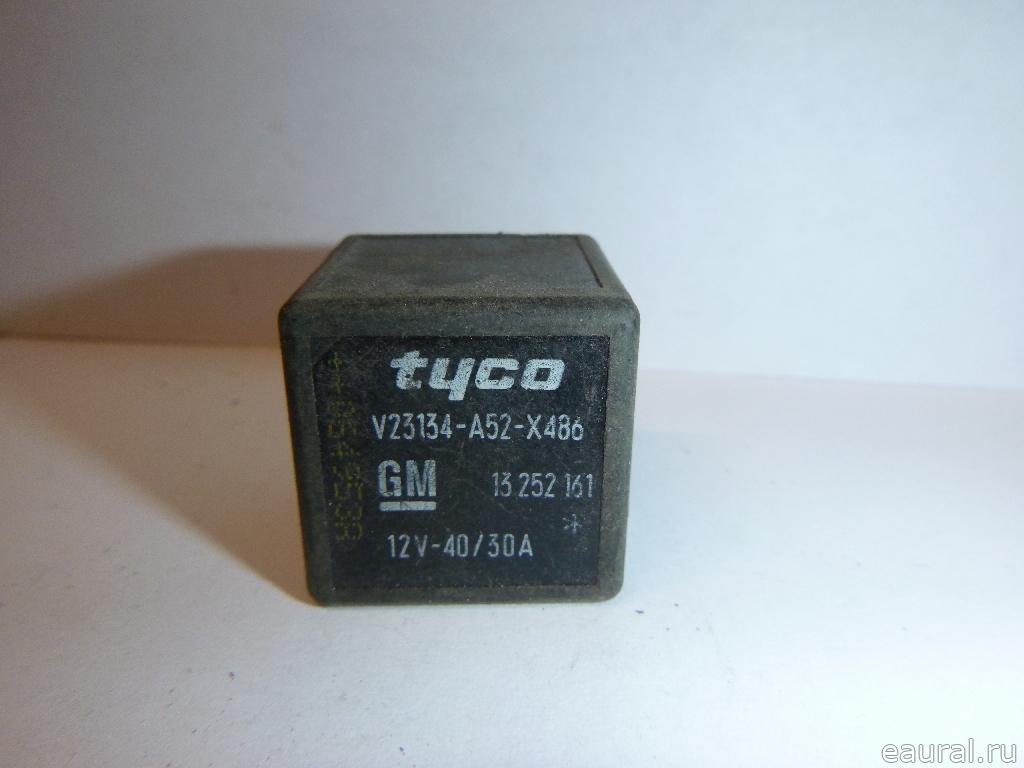 tyco
V23134-A52-X486
GM
13 252 161
*
12V-40/30A
eaural.ru